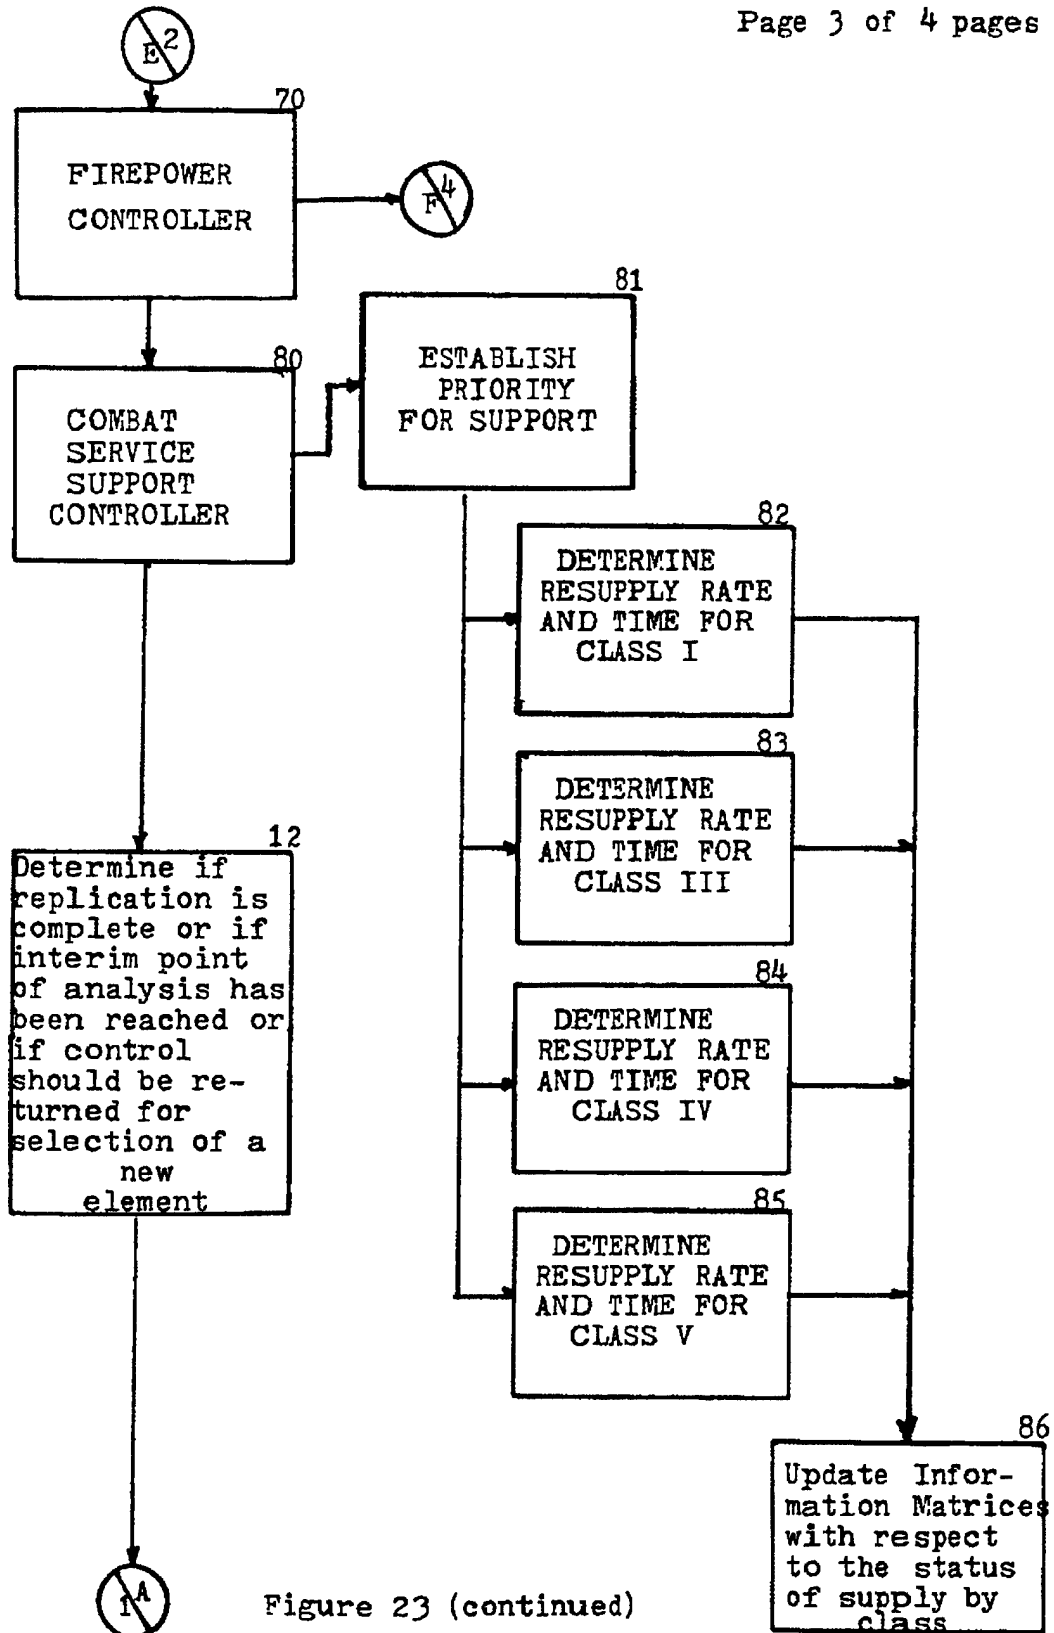 Page 3 of 4 pages
E 2
70
FIREPOWER
CONTROLLER
F 4
80
COMBAT
SERVICE
SUPPORT
CONTROLLER
81
ESTABLISH
PRIORITY
FOR SUPPORT
82
DETERMINE
RESUPPLY RATE
AND TIME FOR
CLASS I
83
DETERMINE
RESUPPLY RATE
AND TIME FOR
CLASS III
84
DETERMINE
RESUPPLY RATE
AND TIME FOR
CLASS IV
85
DETERMINE
RESUPPLY RATE
AND TIME FOR
CLASS V
12
Determine if
replication is
complete or if
interim point
of analysis has
been reached or
if control
should be re-
turned for
selection of a
new
element
86
Update Infor-
mation Matrices
with respect
to the status
of supply by
class
1 A
Figure 23 (continued)